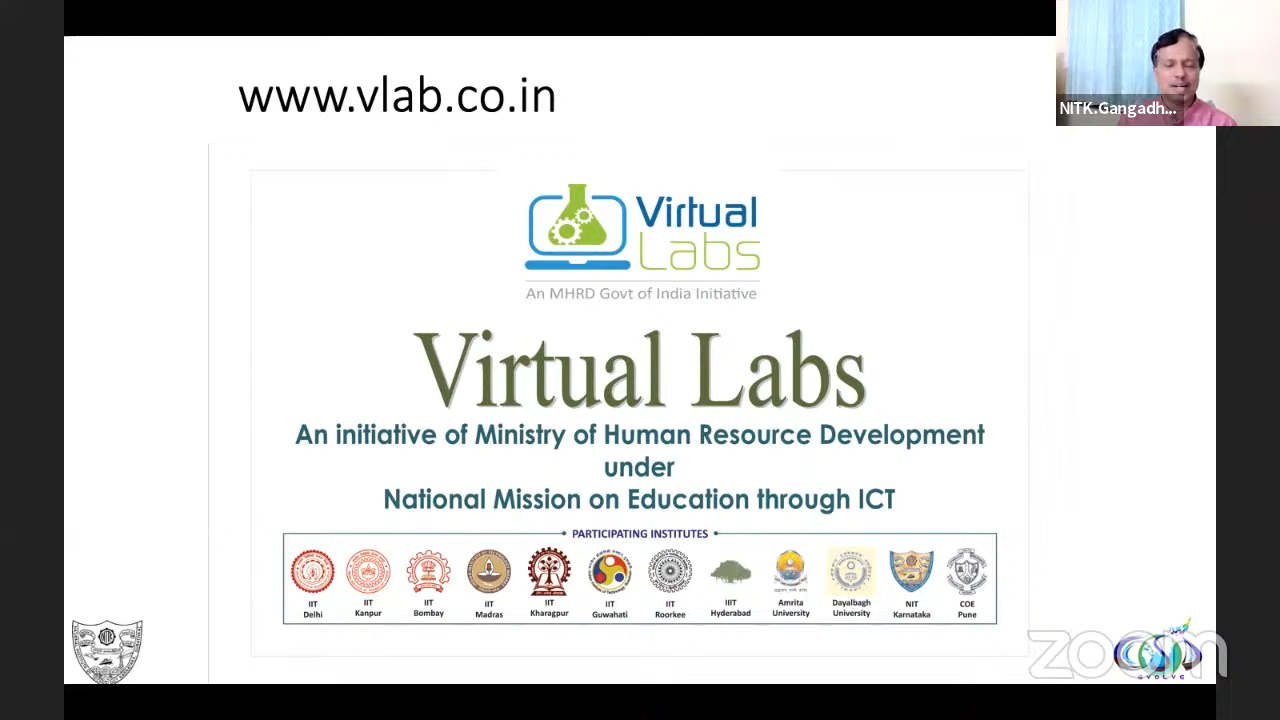 www.vlab.co.in
NITK.Gangadh...
Virtual
Labs
An MHRD Govt of India Initiative
Virtual Labs
An initiative of Ministry of Human Resource Development
under
National Mission on Education through ICT
PARTICIPATING INSTITUTES
IIT Delhi
IIT Kanpur
IIT Bombay
IIT Madras
IIT Kharagpur
IIT Guwahati
IIT Roorkee
IIIT Hyderabad
Amrita University
Dayalbagh University
NIT Karnataka
COE Pune
zoom
EVOLVE